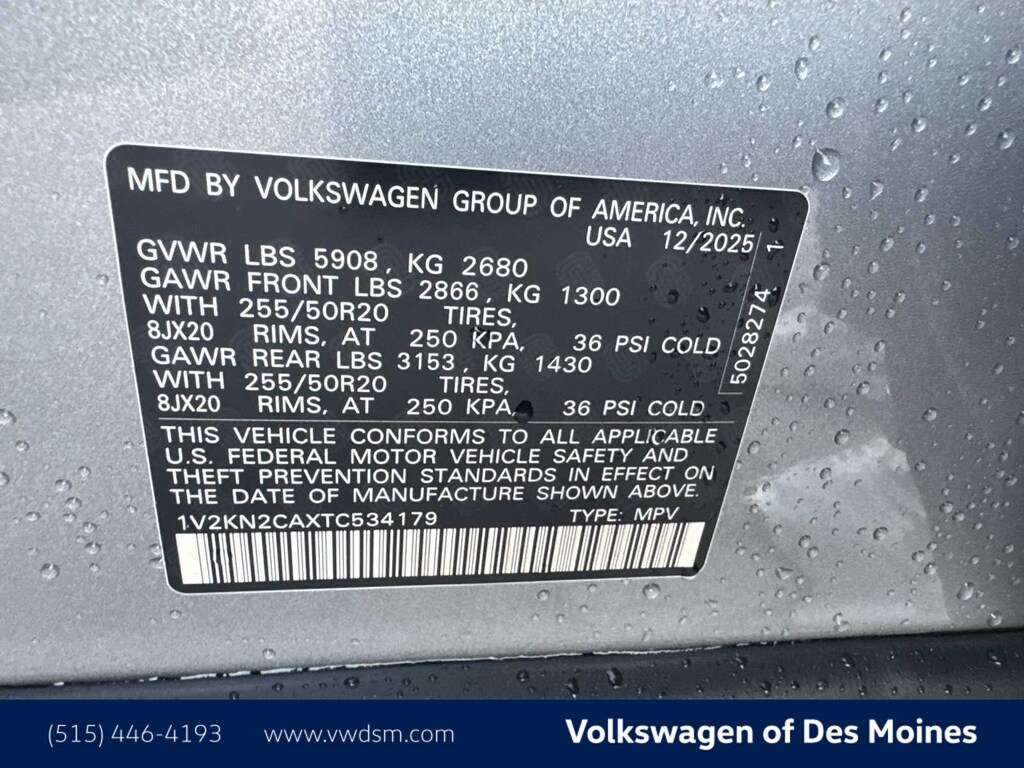 MFD BY VOLKSWAGEN GROUP OF AMERICA, INC.
USA 12/2025
GVWR LBS 5908, KG 2680
GAWR FRONT LBS 2866, KG 1300
WITH 255/50R20 TIRES,
8JX20 RIMS, AT 250 KPA, 36 PSI COLD
GAWR REAR LBS 3153, KG 1430
WITH 255/50R20 TIRES,
8JX20 RIMS, AT 250 KPA, 36 PSI COLD
5028274 1
THIS VEHICLE CONFORMS TO ALL APPLICABLE
U.S. FEDERAL MOTOR VEHICLE SAFETY AND
THEFT PREVENTION STANDARDS IN EFFECT ON
THE DATE OF MANUFACTURE SHOWN ABOVE.
1V2KN2CAXTC534179 TYPE: MPV
(515) 446-4193 www.vwdsm.com Volkswagen of Des Moines